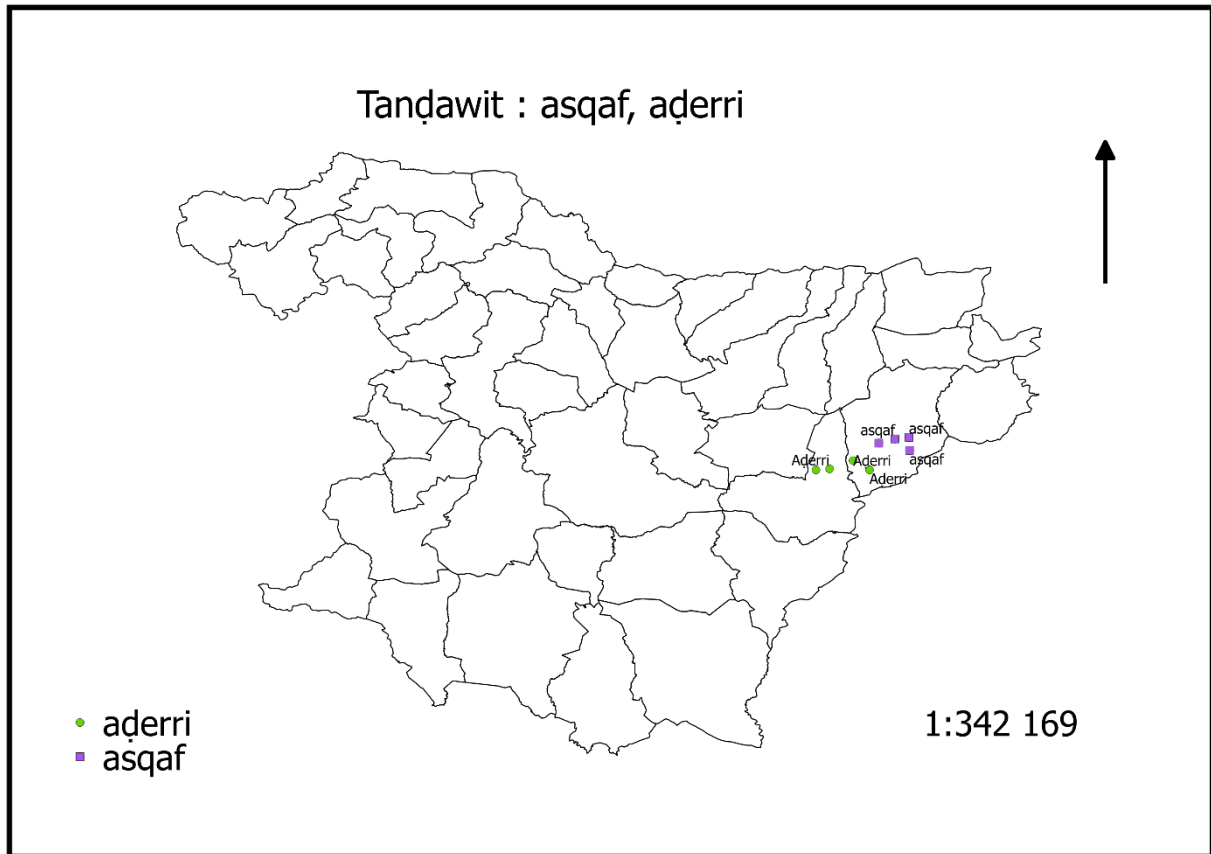 Tanḍawit : asqaf, aḍerri
asqaf
asqaf
asqaf
Aḍerri
Aḍerri
Aḍerri
aḍerri
asqaf
1:342 169